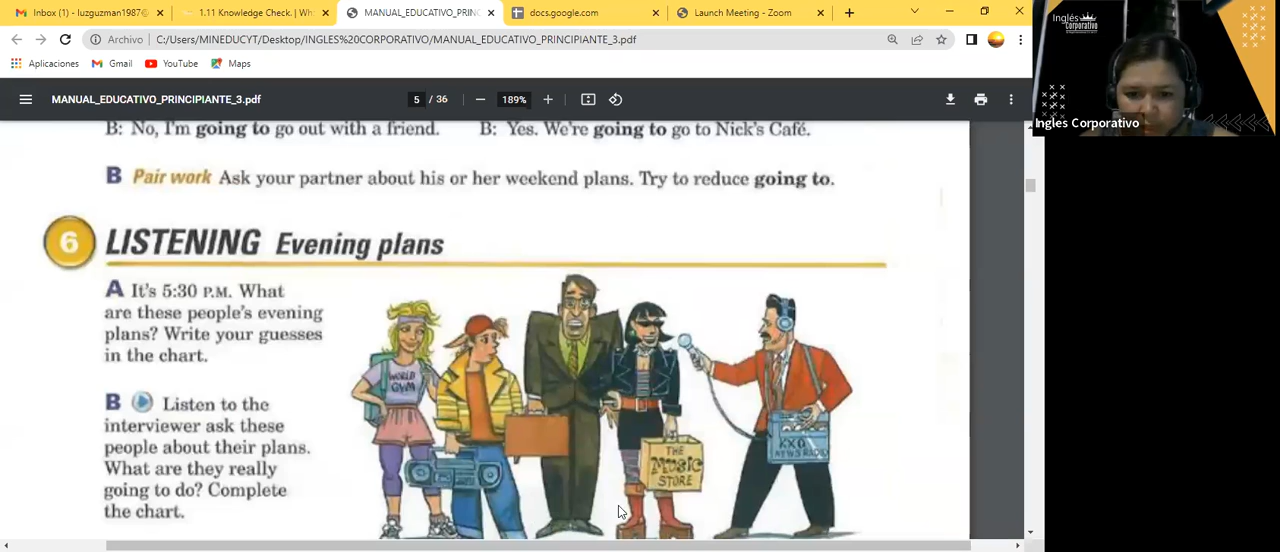 Inbox (1) - luzguzman1987@
1.11 Knowledge Check. | Wh
MANUAL_EDUCATIVO_PRINC
docs.google.com
Launch Meeting - Zoom
Archivo
C:/Users/MINEDUCYT/Desktop/INGLES%20CORPORATIVO/MANUAL_EDUCATIVO_PRINCIPIANTE_3.pdf
Aplicaciones
Gmail
YouTube
Maps
MANUAL_EDUCATIVO_PRINCIPIANTE_3.pdf
5 / 36
189%
B: No, I'm going to go out with a friend.
B: Yes. We're going to go to Nick's Café.
B Pair work Ask your partner about his or her weekend plans. Try to reduce going to.
6 LISTENING Evening plans
A It's 5:30 P.M. What
are these people's evening
plans? Write your guesses
in the chart.
B Listen to the
interviewer ask these
people about their plans.
What are they really
going to do? Complete
the chart.
WORLD
GYM
THE
MUSIC
STORE
KXQ
NEWS RADIO
Inglés
Corporativo
Inglés Corporativo